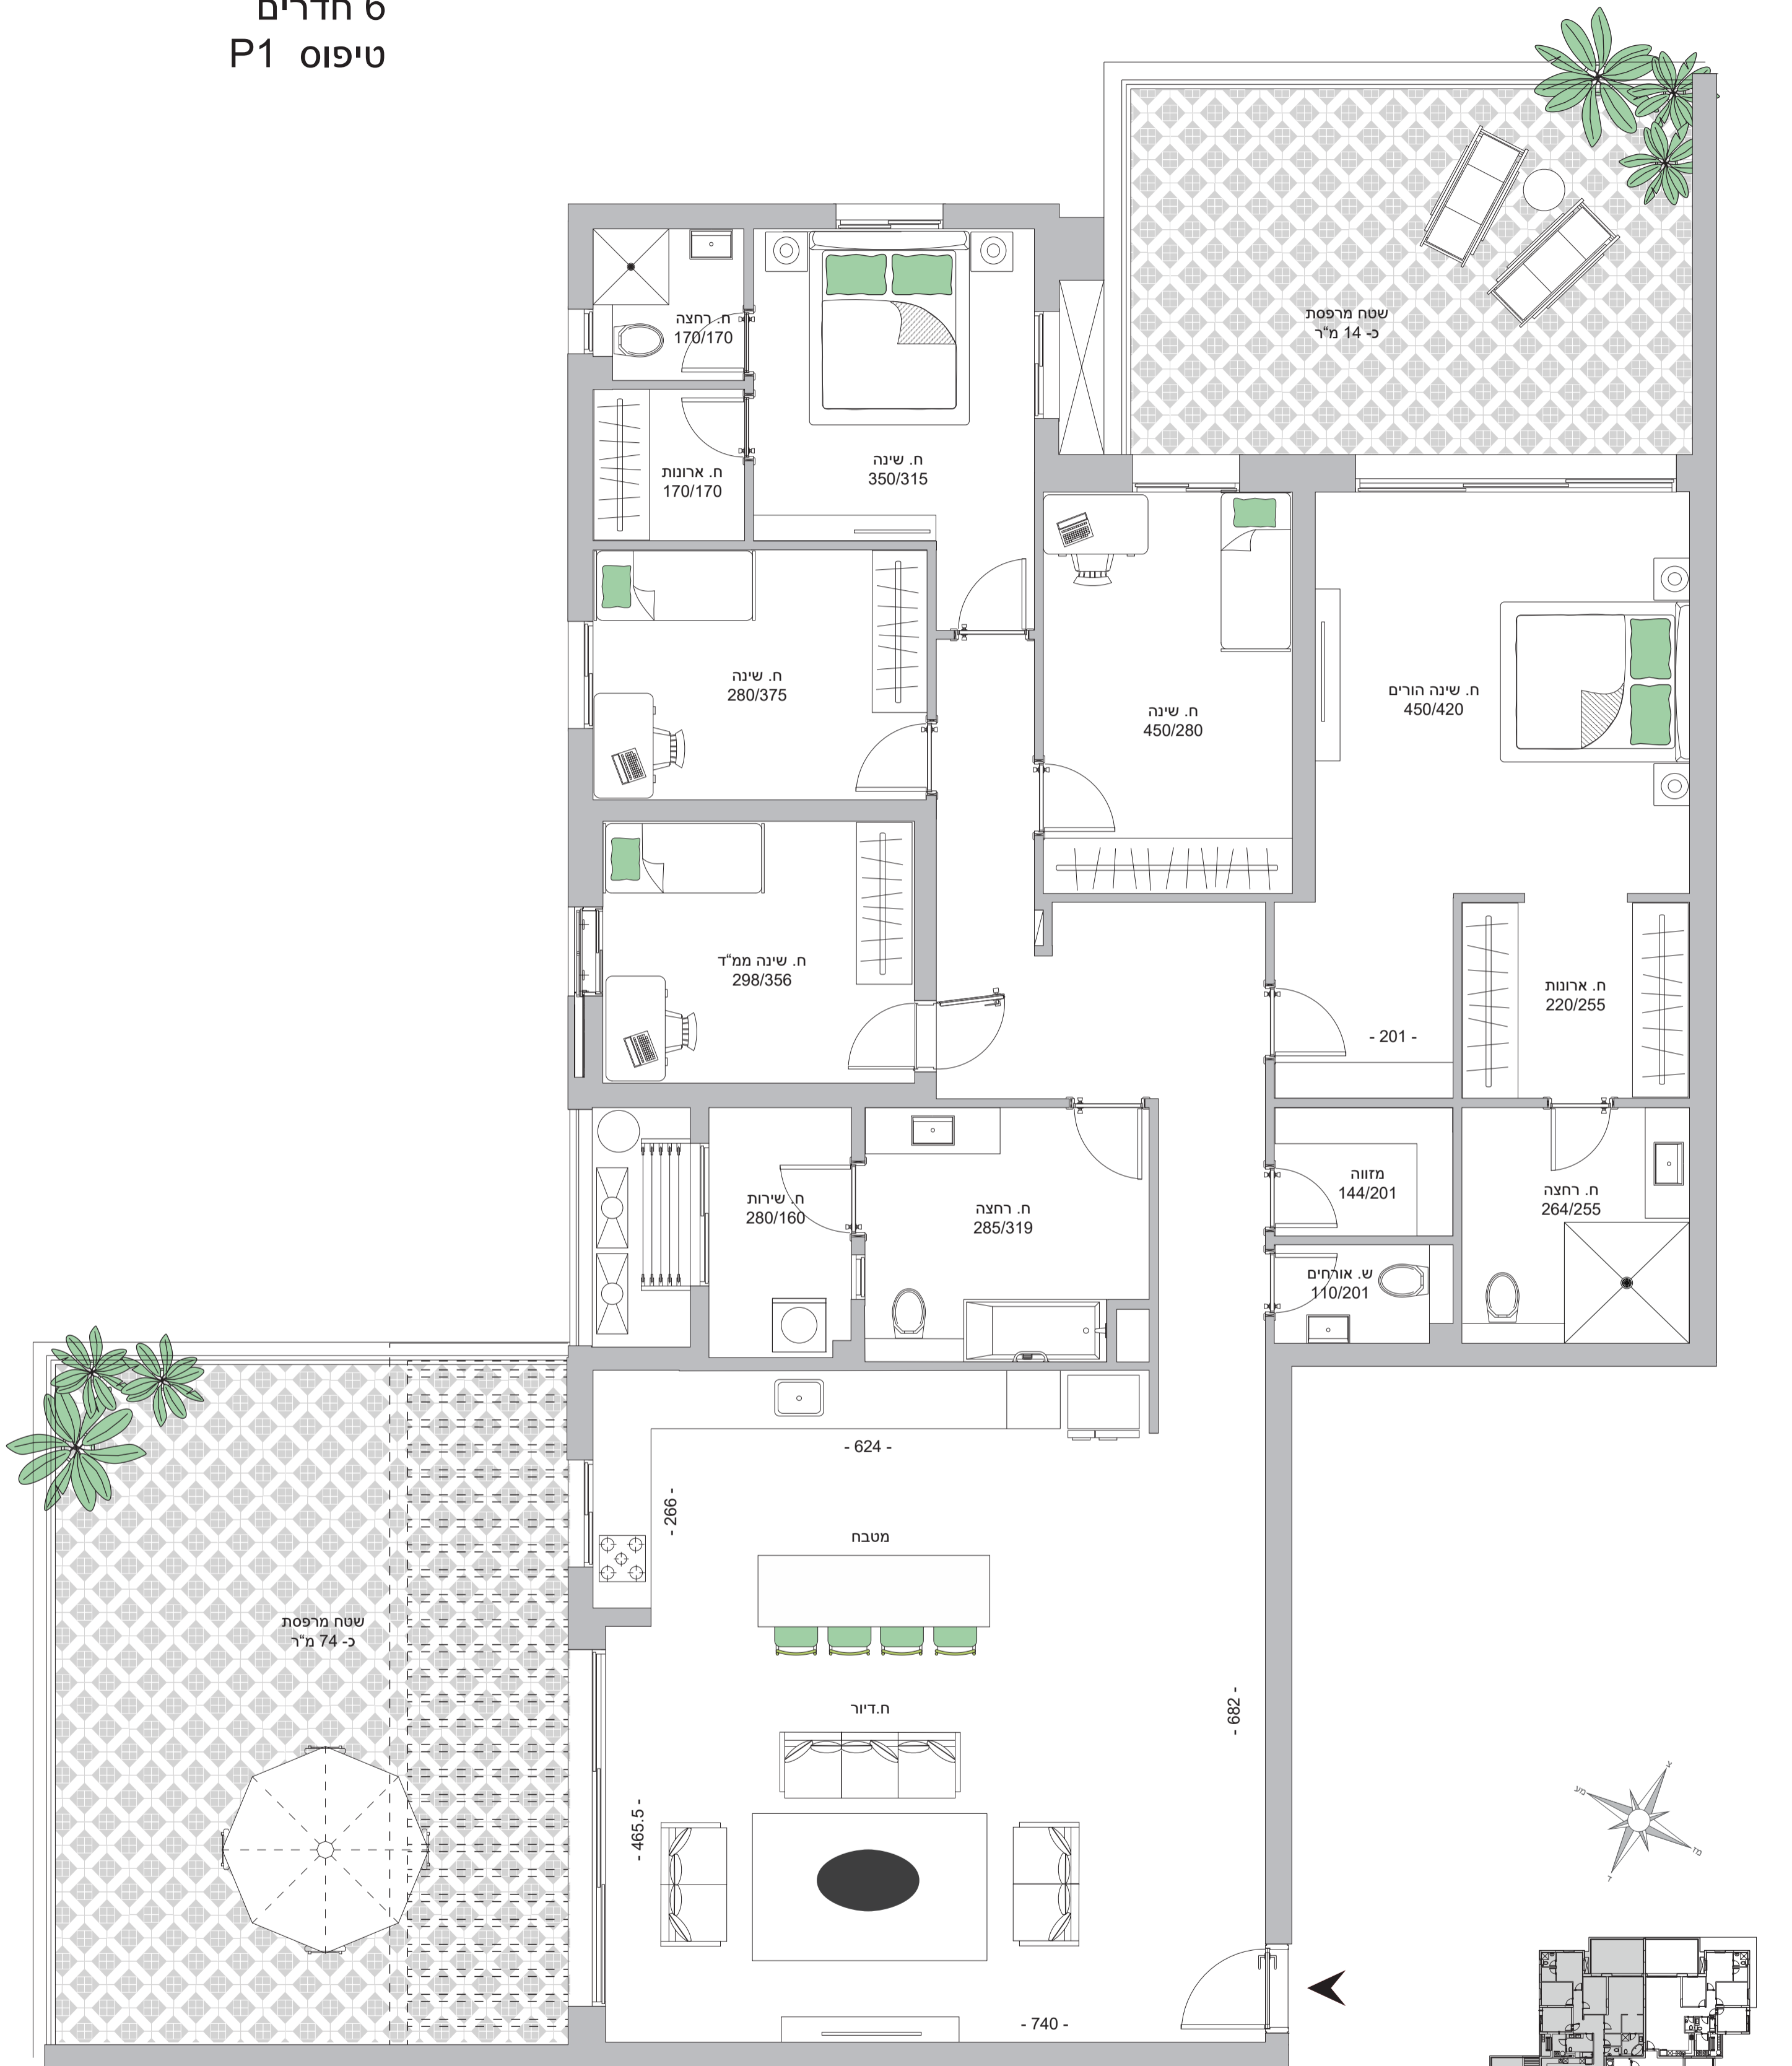 6 חדרים
טיפוס P1
שטח מרפסת
כ- 14 מ"ר
ח. רחצה
170/170
ח. ארונות
170/170
ח. שינה
350/315
ח. שינה
280/375
ח. שינה
450/280
ח. שינה הורים
450/420
ח. שינה ממ"ד
298/356
ח. ארונות
220/255
- 201 -
ח. שירות
280/160
ח. רחצה
285/319
מזווה
144/201
ח. רחצה
264/255
ש. אורחים
110/201
- 624 -
- 266 -
מטבח
שטח מרפסת
כ- 74 מ"ר
ח.דיור
- 682 -
- 465.5 -
- 740 -
צ
מע
מז
ד